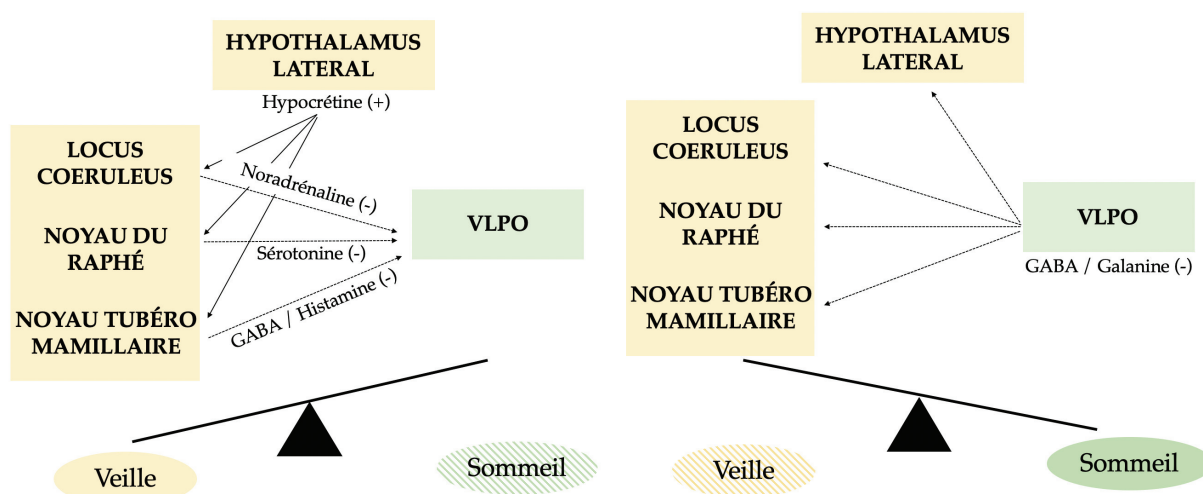 HYPOTHALAMUS
LATERAL
Hypocrétine (+)
LOCUS
COERULEUS
Noradrénaline (-)
NOYAU DU
RAPHÉ
Sérotonine (-)
NOYAU TUBÉRO
MAMILLAIRE
GABA / Histamine (-)
VLPO
Veille
Sommeil
HYPOTHALAMUS
LATERAL
LOCUS
COERULEUS
NOYAU DU
RAPHÉ
NOYAU TUBÉRO
MAMILLAIRE
VLPO
GABA / Galanine (-)
Veille
Sommeil